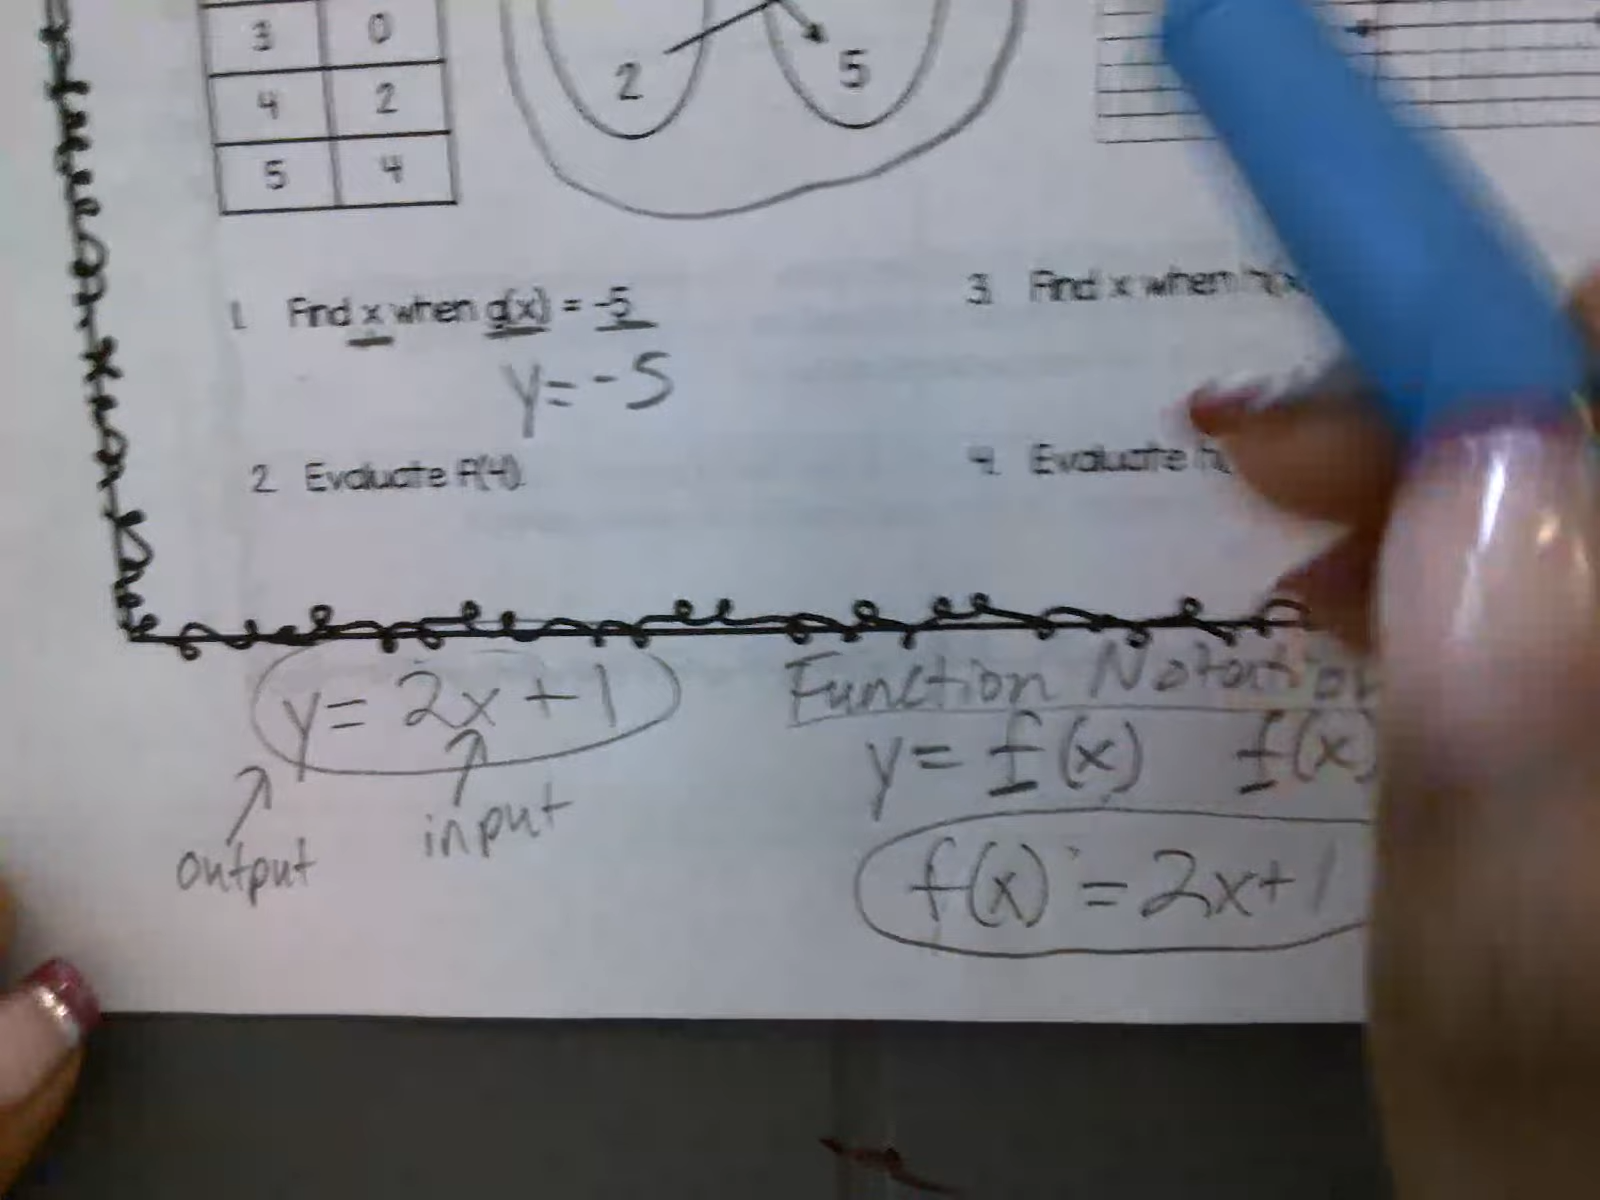 3 0
4 2
5 4
2 5
1. Find x when g(x) = -5
y = -5
2. Evaluate f(4).
3. Find x when h(x
4. Evaluate h(
y = 2x + 1
output
input
Function Notation
y = f(x) f(x)
f(x) = 2x+1